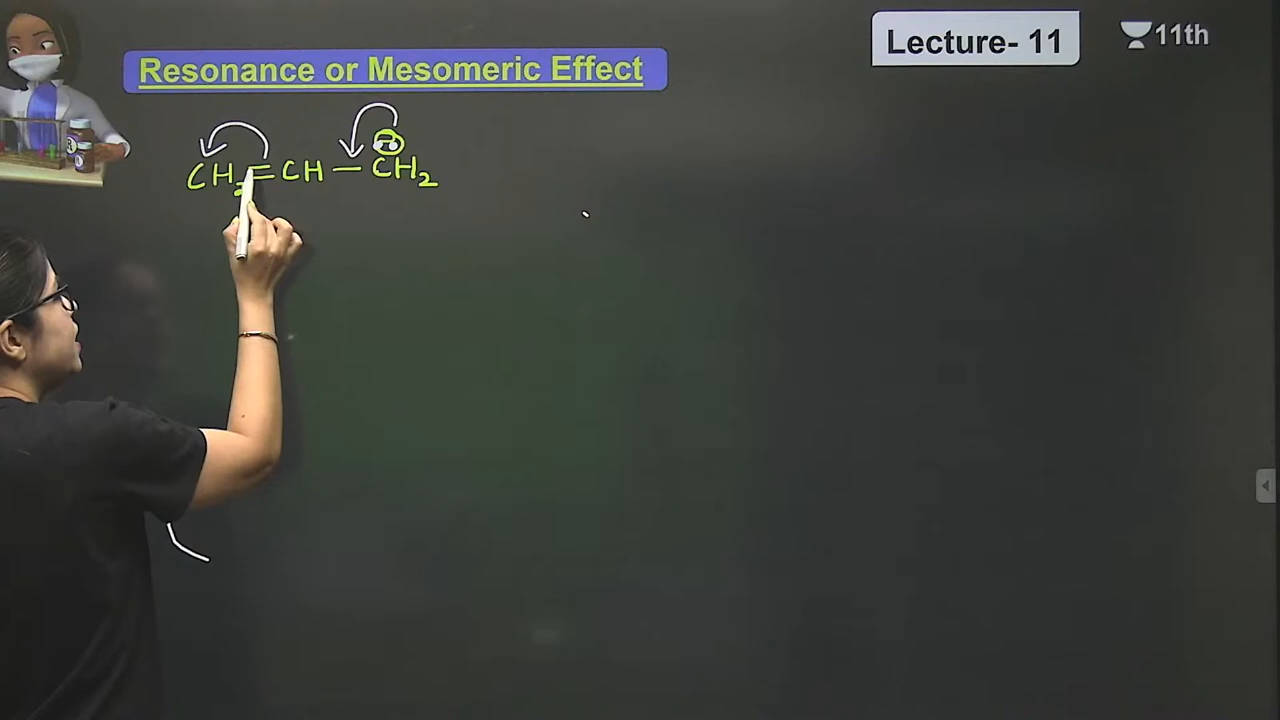 Lecture- 11
11th
Resonance or Mesomeric Effect
CH₂=CH—CH₂